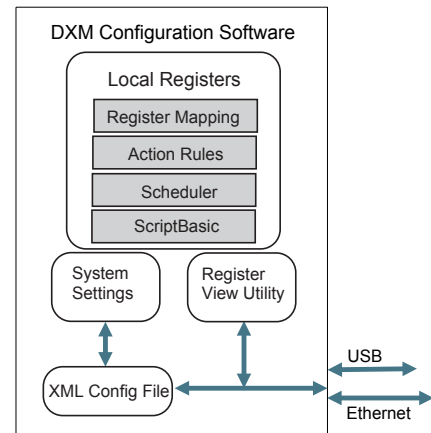 DXM Configuration Software
Local Registers
Register Mapping
Action Rules
Scheduler
ScriptBasic
System
Settings
Register
View Utility
XML Config File
USB
Ethernet